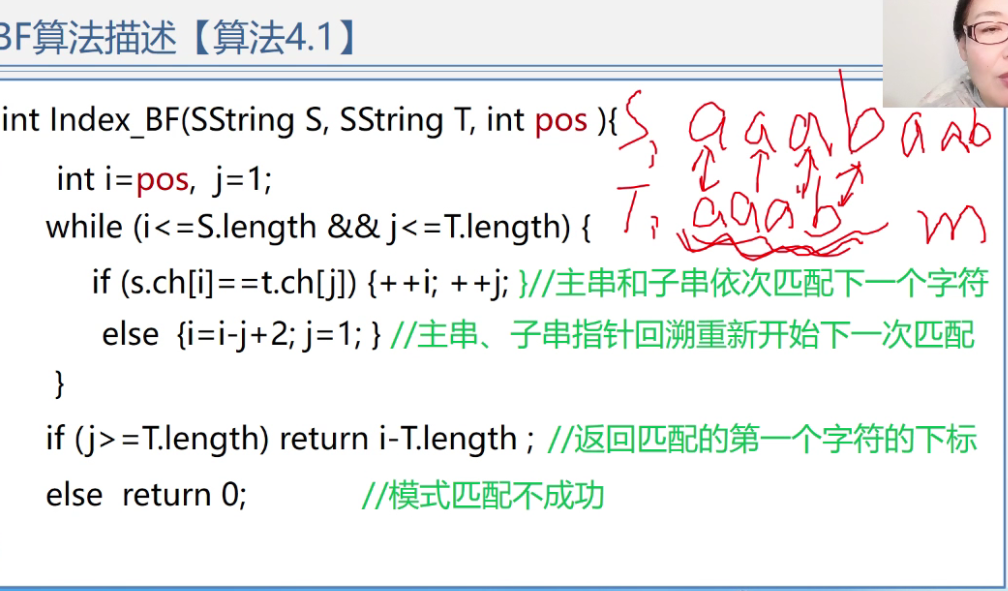 BF算法描述【算法4.1】
int Index_BF(SString S, SString T, int pos ){
S: a a a b a a b
int i=pos, j=1;
T: a a a b m
while (i<=S.length && j<=T.length) {
if (s.ch[i]==t.ch[j]) {++i; ++j; }//主串和子串依次匹配下一个字符
else {i=i-j+2; j=1; } //主串、子串指针回溯重新开始下一次匹配
}
if (j>=T.length) return i-T.length ; //返回匹配的第一个字符的下标
else return 0; //模式匹配不成功